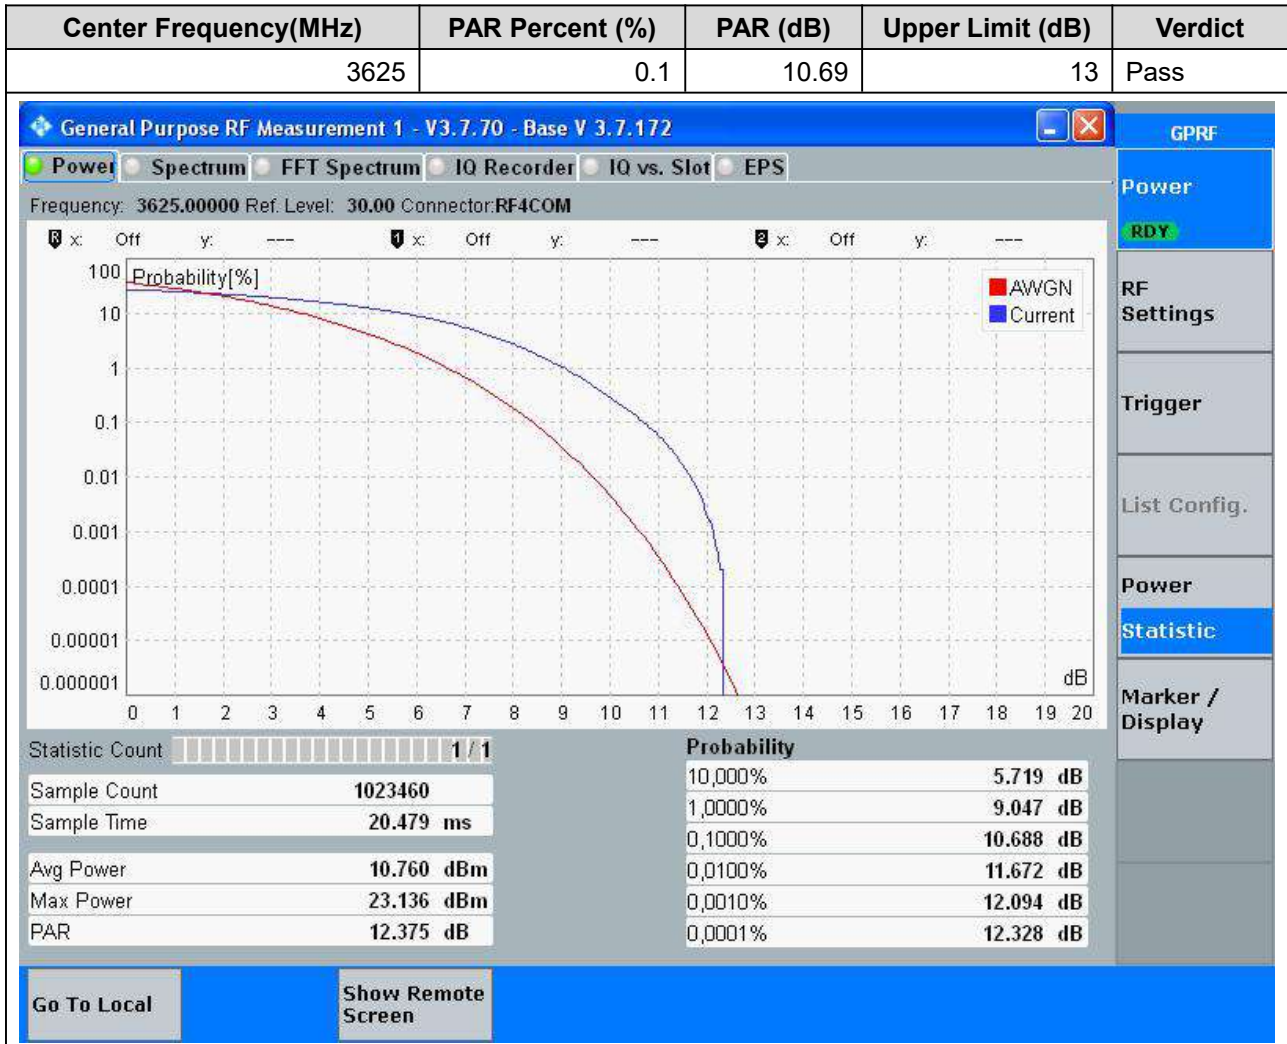 Center Frequency(MHz) PAR Percent (%) PAR (dB) Upper Limit (dB) Verdict
3625 0.1 10.69 13 Pass
General Purpose RF Measurement 1 - V3.7.70 - Base V 3.7.172
GPRF
Power Spectrum FFT Spectrum IQ Recorder IQ vs. Slot EPS
Power
RDY
Frequency: 3625.00000 Ref. Level: 30.00 Connector:RF4COM
R x: Off y: --- 1 x: Off y: --- 2 x: Off y: ---
Probability[%]
AWGN
Current
100
10
1
0.1
0.01
0.001
0.0001
0.00001
0.000001
dB
0 1 2 3 4 5 6 7 8 9 10 11 12 13 14 15 16 17 18 19 20
RF
Settings
Trigger
List Config.
Power
Statistic
Marker /
Display
Statistic Count 1 / 1
Sample Count 1023460
Sample Time 20.479 ms
Avg Power 10.760 dBm
Max Power 23.136 dBm
PAR 12.375 dB
Probability
10,000% 5.719 dB
1,0000% 9.047 dB
0,1000% 10.688 dB
0,0100% 11.672 dB
0,0010% 12.094 dB
0,0001% 12.328 dB
Go To Local
Show Remote
Screen